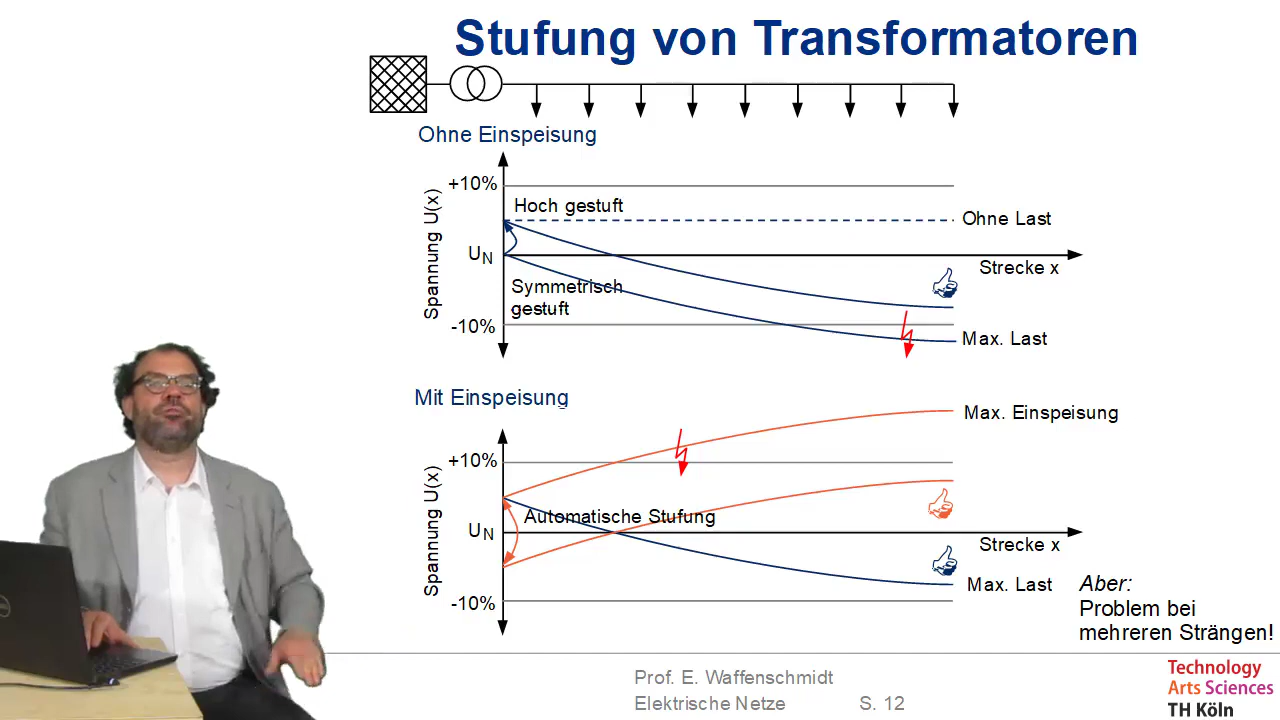 Stufung von Transformatoren
Ohne Einspeisung
Spannung U(x)
+10%
Hoch gestuft
Ohne Last
UN
Strecke x
Symmetrisch
gestuft
-10%
Max. Last
Mit Einspeisung
Max. Einspeisung
Spannung U(x)
+10%
Automatische Stufung
UN
Strecke x
Max. Last
-10%
Aber:
Problem bei
mehreren Strängen!
Prof. E. Waffenschmidt
Elektrische Netze S. 12
Technology
Arts Sciences
TH Köln